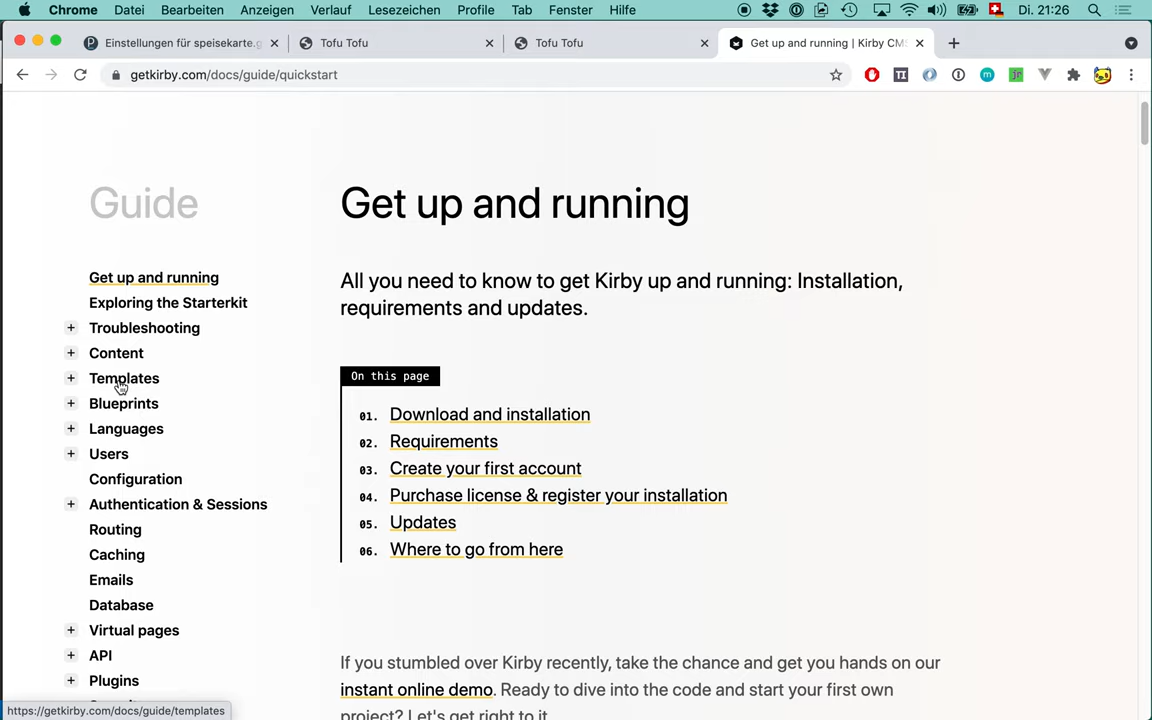 Chrome Datei Bearbeiten Anzeigen Verlauf Lesezeichen Profile Tab Fenster Hilfe Di. 21:26
Einstellungen für speisekarte.g
Tofu Tofu
Tofu Tofu
Get up and running | Kirby CMS
getkirby.com/docs/guide/quickstart
Guide
Get up and running
Exploring the Starterkit
Troubleshooting
Content
Templates
Blueprints
Languages
Users
Configuration
Authentication & Sessions
Routing
Caching
Emails
Database
Virtual pages
API
Plugins
Get up and running
All you need to know to get Kirby up and running: Installation,
requirements and updates.
On this page
01. Download and installation
02. Requirements
03. Create your first account
04. Purchase license & register your installation
05. Updates
06. Where to go from here
If you stumbled over Kirby recently, take the chance and get you hands on our
instant online demo. Ready to dive into the code and start your first own
project? Let's get right to it.
https://getkirby.com/docs/guide/templates